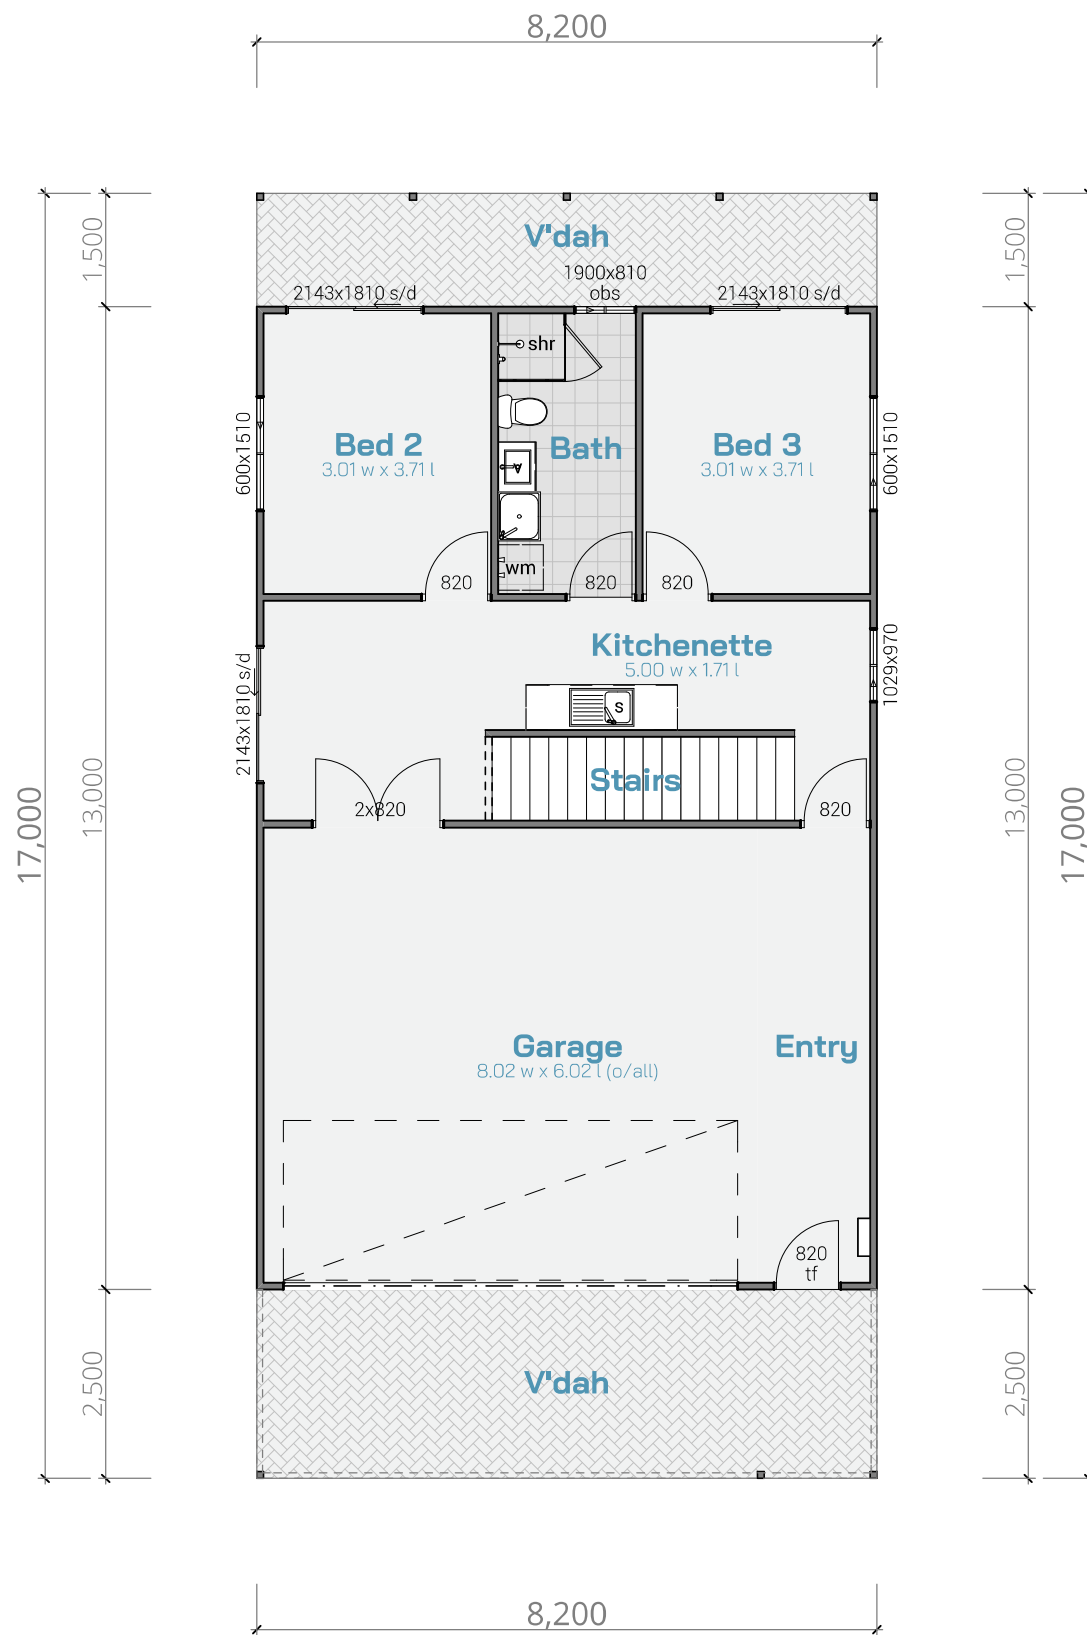 8,200
V'dah
1900x810
obs
2143x1810 s/d
2143x1810 s/d
1,500
1,500
shr
Bed 2
3.01 w x 3.71 l
Bath
Bed 3
3.01 w x 3.71 l
600x1510
600x1510
wm
820
820
820
Kitchenette
5.00 w x 1.71 l
1029x970
2143x1810 s/d
s
Stairs
2x820
820
17,000
13,000
13,000
17,000
Garage
8.02 w x 6.02 l (o/all)
Entry
820
tf
V'dah
2,500
2,500
8,200